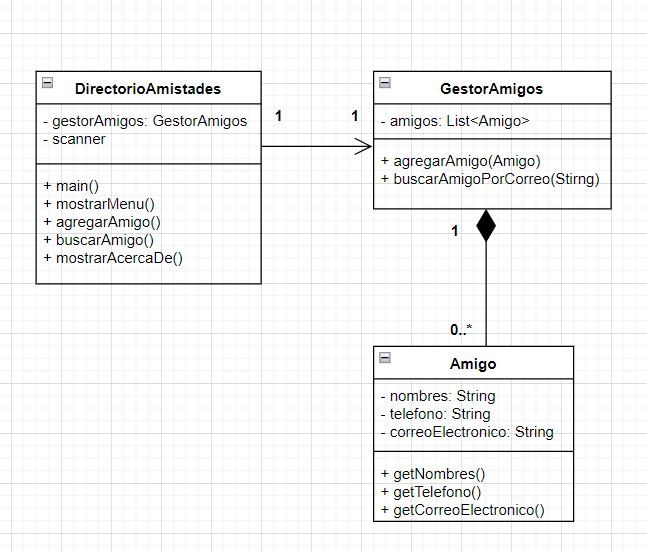 DirectorioAmistades
- gestorAmigos: GestorAmigos
- scanner
+ main()
+ mostrarMenu()
+ agregarAmigo()
+ buscarAmigo()
+ mostrarAcercaDe()
1
1
GestorAmigos
- amigos: List<Amigo>
+ agregarAmigo(Amigo)
+ buscarAmigoPorCorreo(Stirng)
1
0..*
Amigo
- nombres: String
- telefono: String
- correoElectronico: String
+ getNombres()
+ getTelefono()
+ getCorreoElectronico()